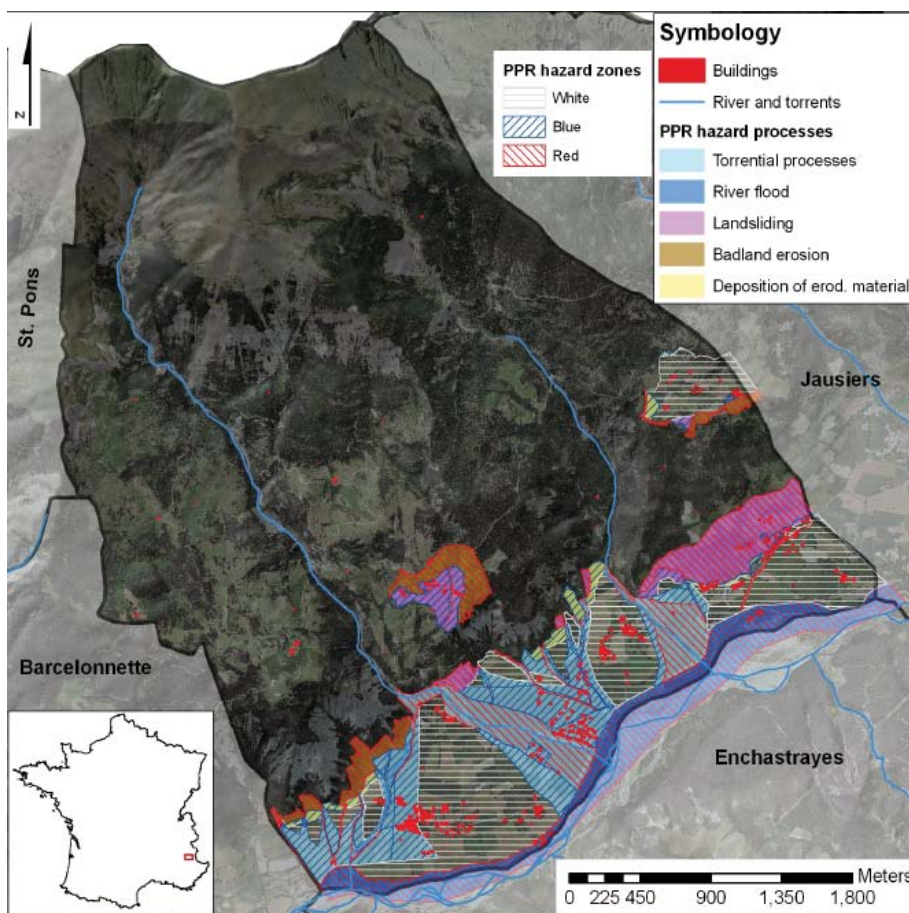 Z
St. Pons
Barcelonnette
Jausiers
Enchastrayes
PPR hazard zones
White
Blue
Red
Symbology
Buildings
River and torrents
PPR hazard processes
Torrential processes
River flood
Landsliding
Badland erosion
Deposition of erod. material
Meters
0 225 450 900 1,350 1,800